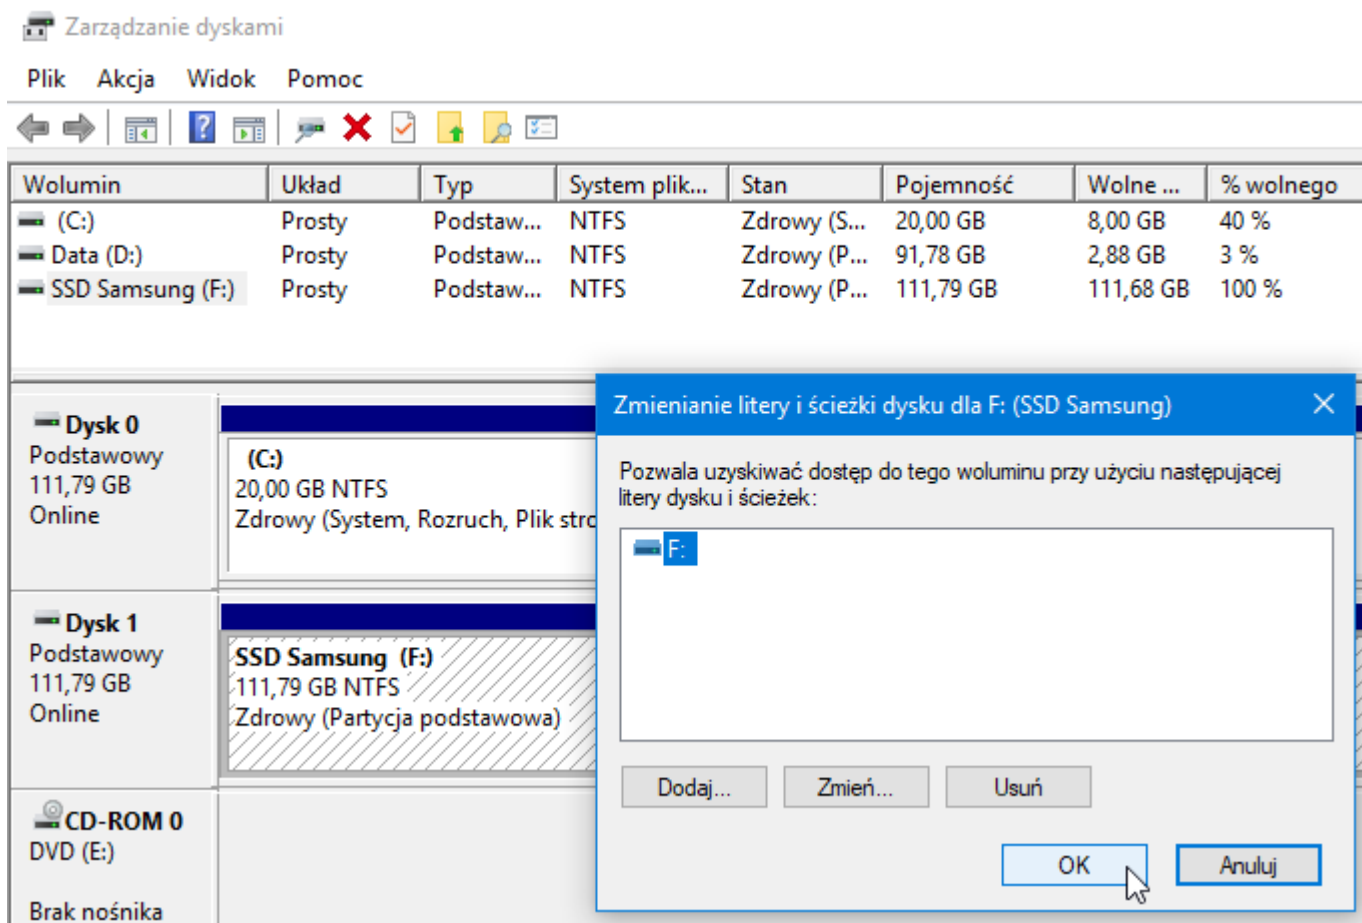 Zarządzanie dyskami
Plik Akcja Widok Pomoc
Wolumin Układ Typ System plik... Stan Pojemność Wolne ... % wolnego
(C:) Prosty Podstaw... NTFS Zdrowy (S... 20,00 GB 8,00 GB 40 %
Data (D:) Prosty Podstaw... NTFS Zdrowy (P... 91,78 GB 2,88 GB 3 %
SSD Samsung (F:) Prosty Podstaw... NTFS Zdrowy (P... 111,79 GB 111,68 GB 100 %
Dysk 0
Podstawowy
111,79 GB
Online
(C:)
20,00 GB NTFS
Zdrowy (System, Rozruch, Plik stro
Dysk 1
Podstawowy
111,79 GB
Online
SSD Samsung (F:)
111,79 GB NTFS
Zdrowy (Partycja podstawowa)
CD-ROM 0
DVD (E:)
Brak nośnika
Zmienianie litery i ścieżki dysku dla F: (SSD Samsung)
Pozwala uzyskiwać dostęp do tego woluminu przy użyciu następującej
litery dysku i ścieżek:
F:
Dodaj... Zmień... Usuń
OK Anuluj